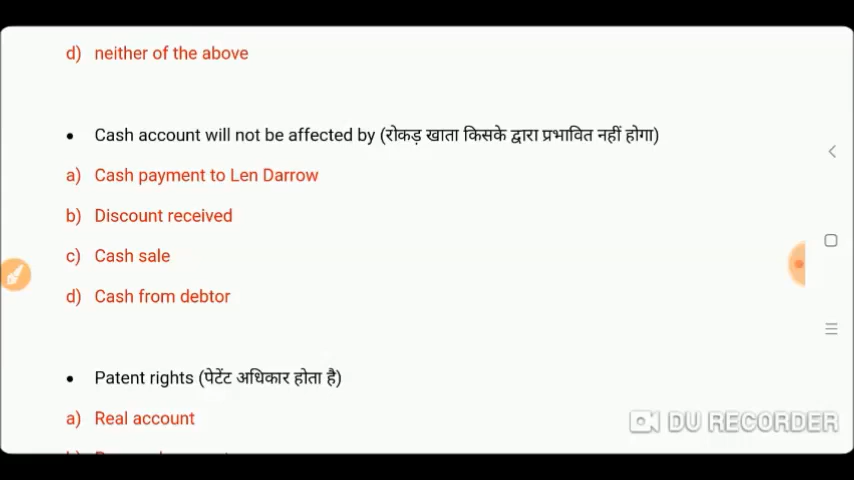 d) neither of the above
• Cash account will not be affected by (रोकड़ खाता किसके द्वारा प्रभावित नहीं होगा)
a) Cash payment to Len Darrow
b) Discount received
c) Cash sale
d) Cash from debtor
• Patent rights (पेटेंट अधिकार होता है)
a) Real account
DU RECORDER